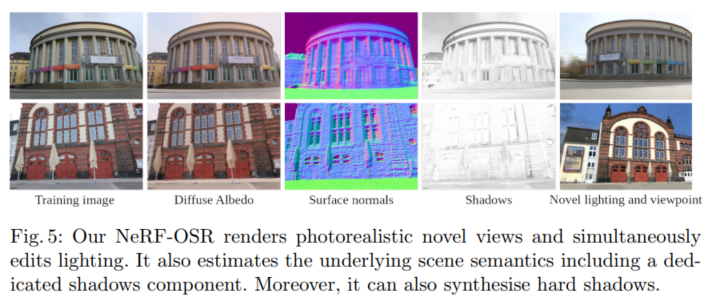 Training image Diffuse Albedo Surface normals Shadows Novel lighting and viewpoint
Fig. 5: Our NeRF-OSR renders photorealistic novel views and simultaneously
edits lighting. It also estimates the underlying scene semantics including a ded-
icated shadows component. Moreover, it can also synthesise hard shadows.